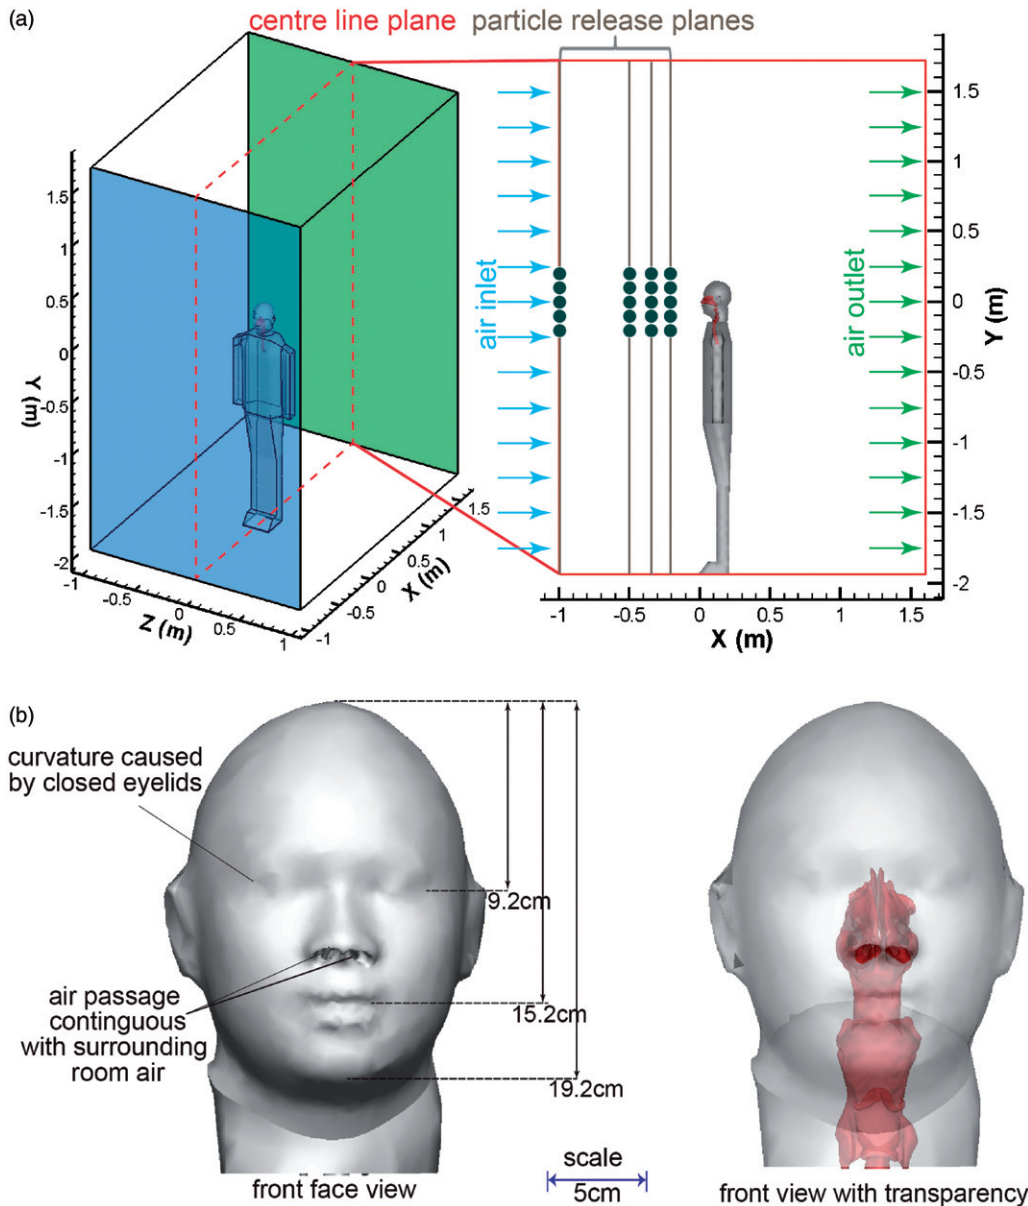 (a)
centre line plane
particle release planes
1.5
1
0.5
0
-0.5
-1
-1.5
-2
Y (m)
-1
-0.5
0
0.5
1
Z (m)
-1
-0.5
0
0.5
1
1.5
X (m)
air inlet
air outlet
1.5
1
0.5
0
-0.5
-1
-1.5
-2
Y (m)
-1
-0.5
0
0.5
1
1.5
X (m)
(b)
curvature caused
by closed eyelids
9.2cm
air passage
continguous
with surrounding
room air
15.2cm
19.2cm
front face view
scale
5cm
front view with transparency